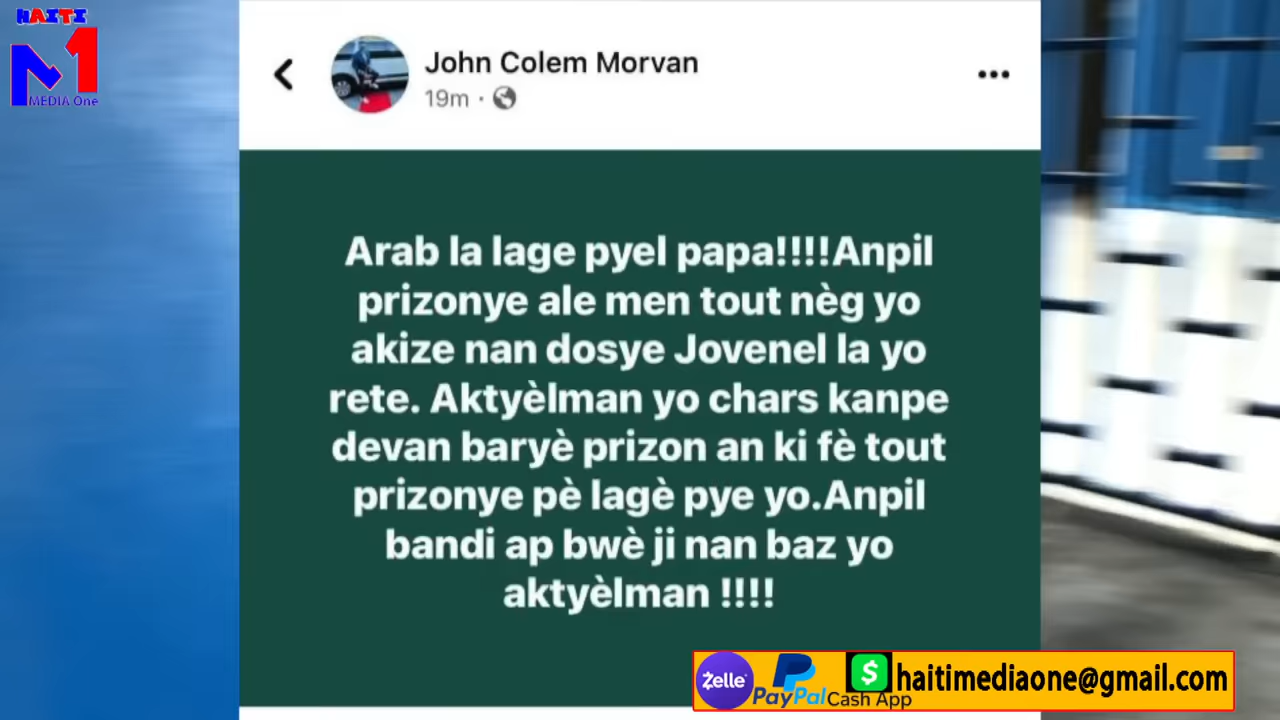 HAITI
M1
MEDIA One
John Colem Morvan
19m ·
Arab la lage pyel papa!!!!Anpil
prizonye ale men tout nèg yo
akize nan dosye Jovenel la yo
rete. Aktyèlman yo chars kanpe
devan baryè prizon an ki fè tout
prizonye pè lagè pye yo.Anpil
bandi ap bwè ji nan baz yo
aktyèlman !!!!
Zelle
PayPal
$
Cash App
haitimediaone@gmail.com